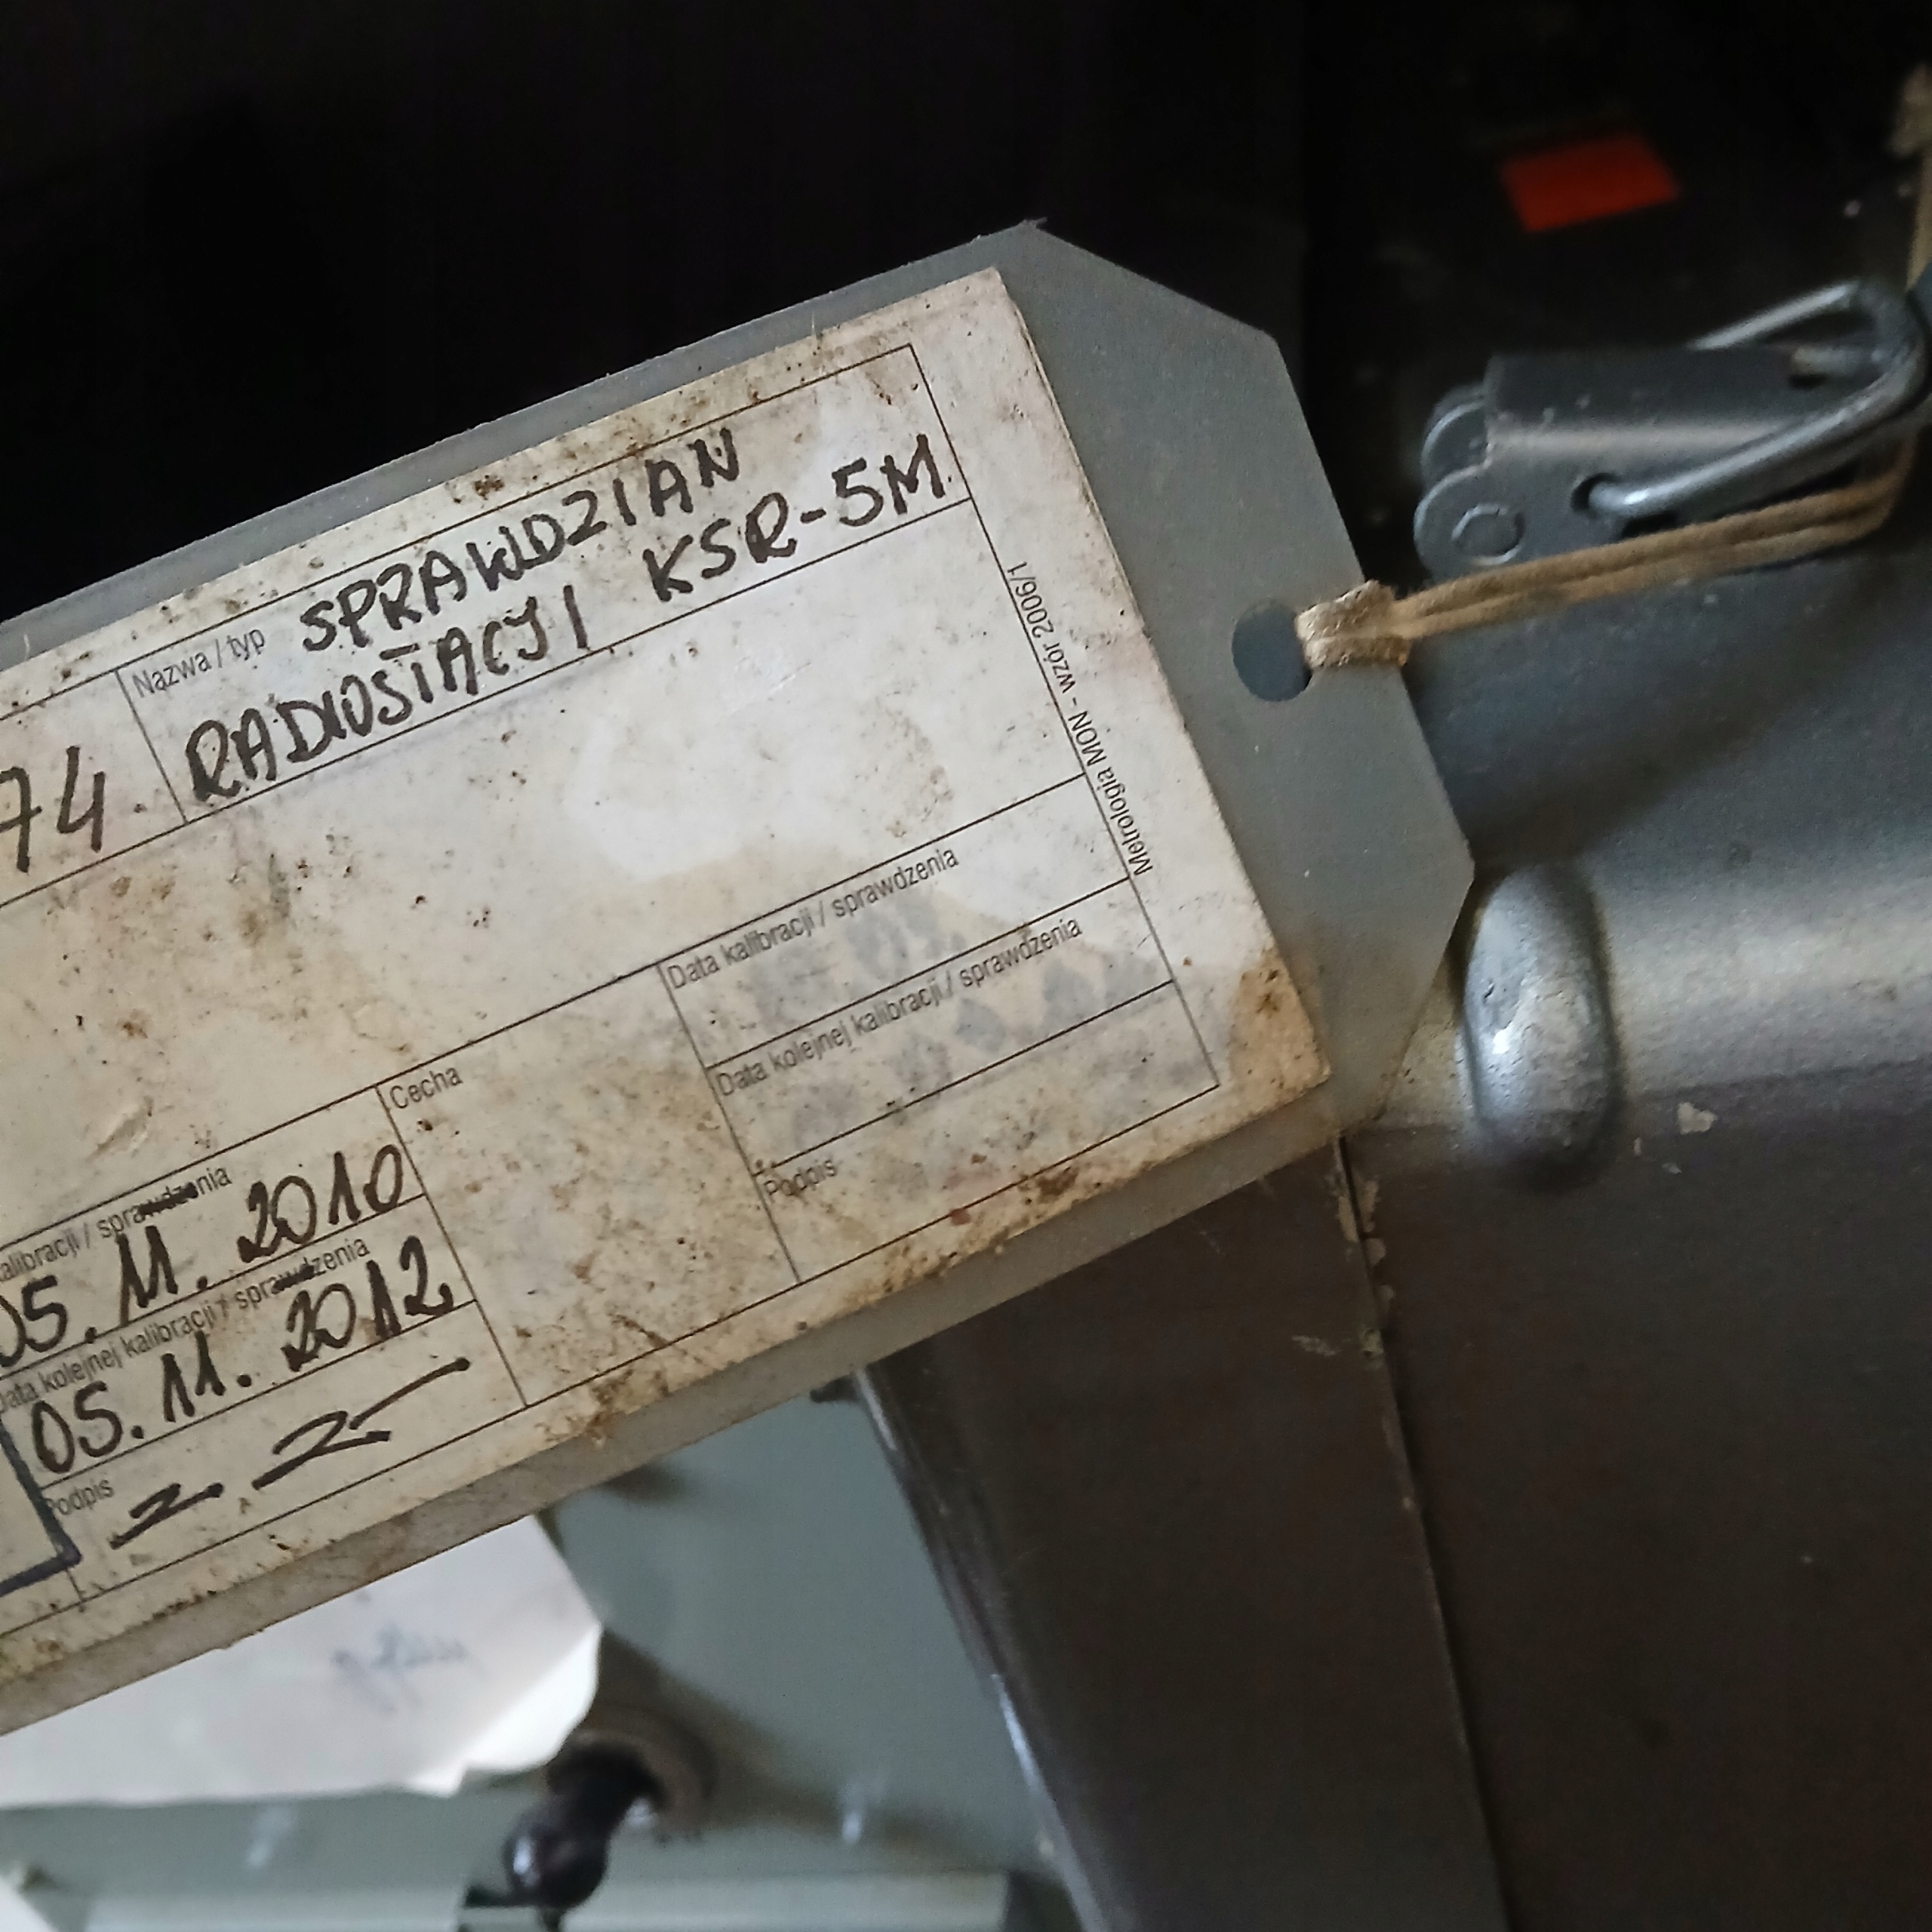 Nazwa / typ SPRAWDZIAN
74. RADIOSTACJI KSR-5M.
Metrologia MON - wzór 2006/1
Cecha
Data kalibracji / sprawdzenia
Data kolejnej kalibracji / sprawdzenia
Podpis
kalibracji / sprawdzenia
05. 11. 2010
Data kolejnej kalibracji / sprawdzenia
05. 11. 2012
Podpis